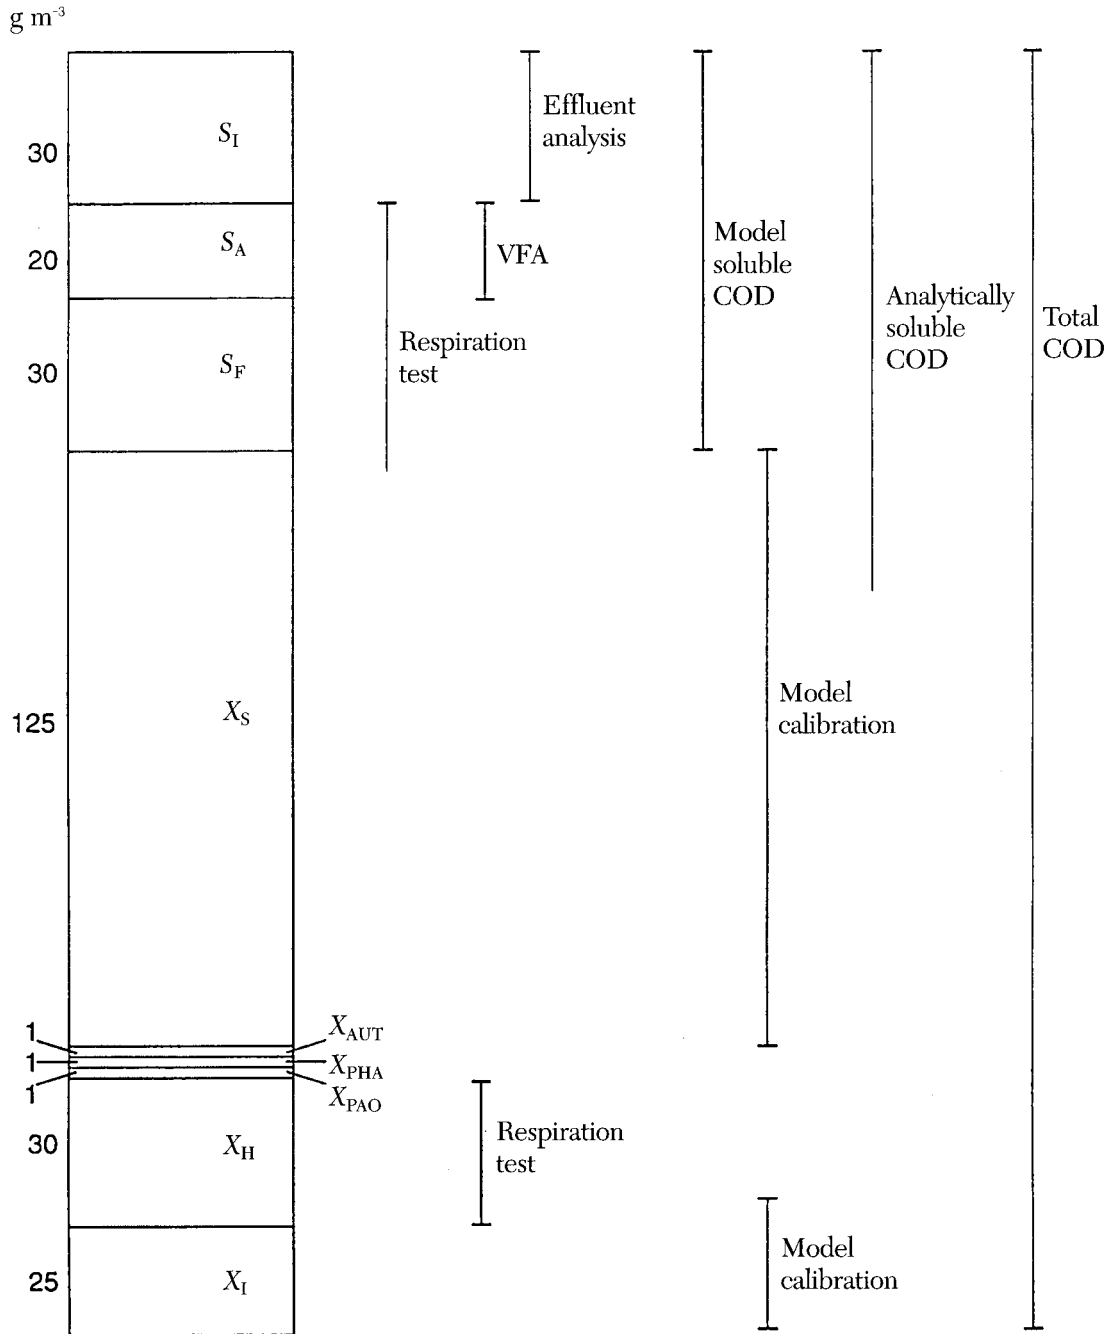 g m⁻³
30
S_I
Effluent
analysis
20
S_A
VFA
Model
soluble
COD
30
S_F
Respiration
test
Analytically
soluble
COD
Total
COD
125
X_S
Model
calibration
1
X_AUT
1
X_PHA
1
X_PAO
30
X_H
Respiration
test
25
X_I
Model
calibration